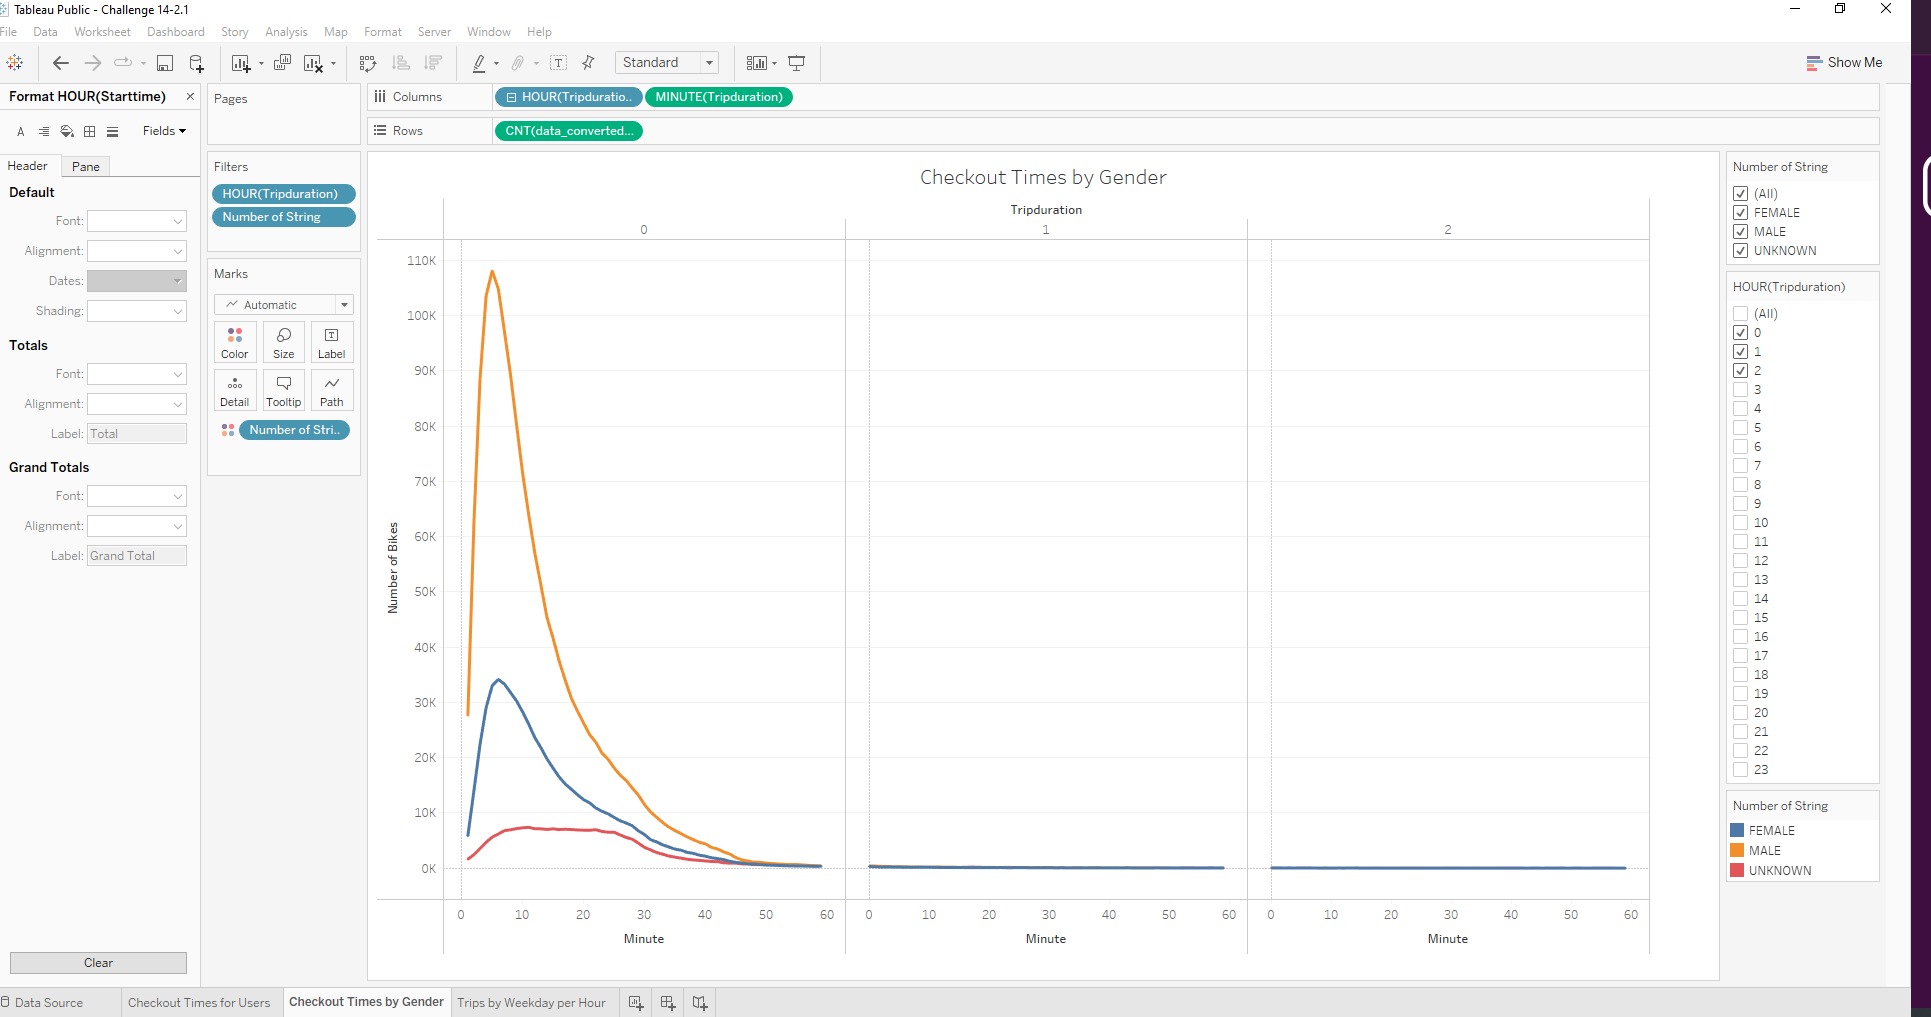 Tableau Public - Challenge 14-2.1
File Data Worksheet Dashboard Story Analysis Map Format Server Window Help
Standard
Show Me
Format HOUR(Starttime)
Fields
Header Pane
Default
Font:
Alignment:
Dates:
Shading:
Totals
Font:
Alignment:
Label: Total
Grand Totals
Font:
Alignment:
Label: Grand Total
Clear
Pages
Filters
HOUR(Tripduration)
Number of String
Marks
Automatic
Color Size Label
Detail Tooltip Path
Number of Stri..
Columns HOUR(Tripduratio.. MINUTE(Tripduration)
Rows CNT(data_converted...
Checkout Times by Gender
Tripduration
0 1 2
110K
100K
90K
80K
70K
60K
50K
40K
30K
20K
10K
0K
Number of Bikes
0 10 20 30 40 50 60 0 10 20 30 40 50 60 0 10 20 30 40 50 60
Minute Minute Minute
Number of String
(All)
FEMALE
MALE
UNKNOWN
HOUR(Tripduration)
(All)
0
1
2
3
4
5
6
7
8
9
10
11
12
13
14
15
16
17
18
19
20
21
22
23
Number of String
FEMALE
MALE
UNKNOWN
Data Source Checkout Times for Users Checkout Times by Gender Trips by Weekday per Hour